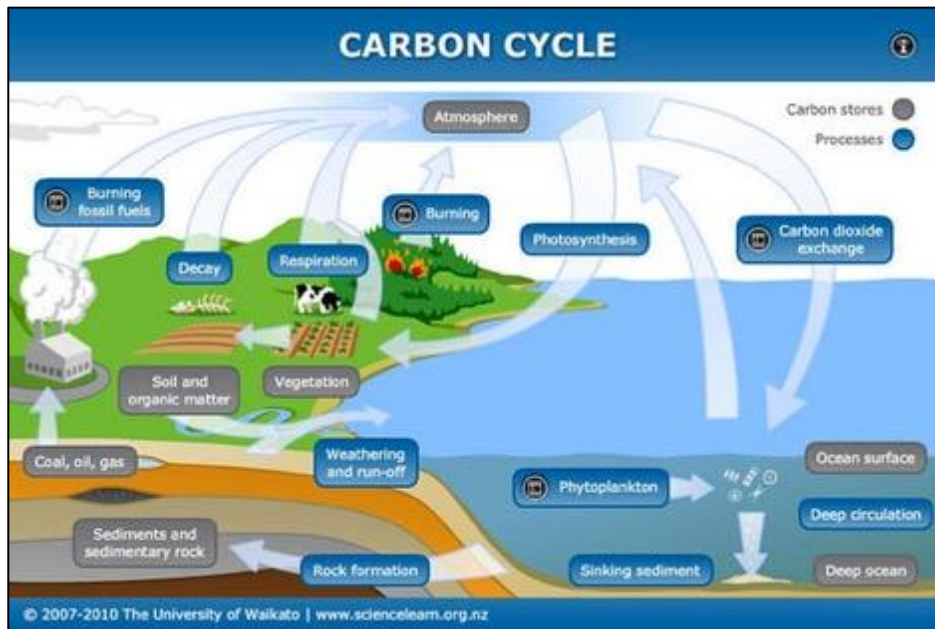 CARBON CYCLE
Carbon stores
Processes
Atmosphere
Burning
fossil fuels
Burning
Photosynthesis
Carbon dioxide
exchange
Decay
Respiration
Soil and
organic matter
Vegetation
Coal, oil, gas
Weathering
and run-off
Ocean surface
Phytoplankton
Deep circulation
Sediments and
sedimentary rock
Rock formation
Sinking sediment
Deep ocean
© 2007-2010 The University of Waikato | www.sciencelearn.org.nz